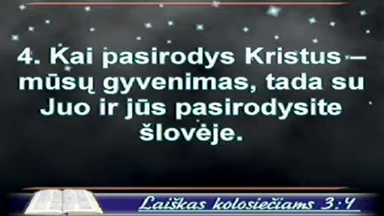 4. Kai pasirodys Kristus –
mūsų gyvenimas, tada su
Juo ir jūs pasirodysite
šlovėje.
Laiškas kolosiečiams 3:4